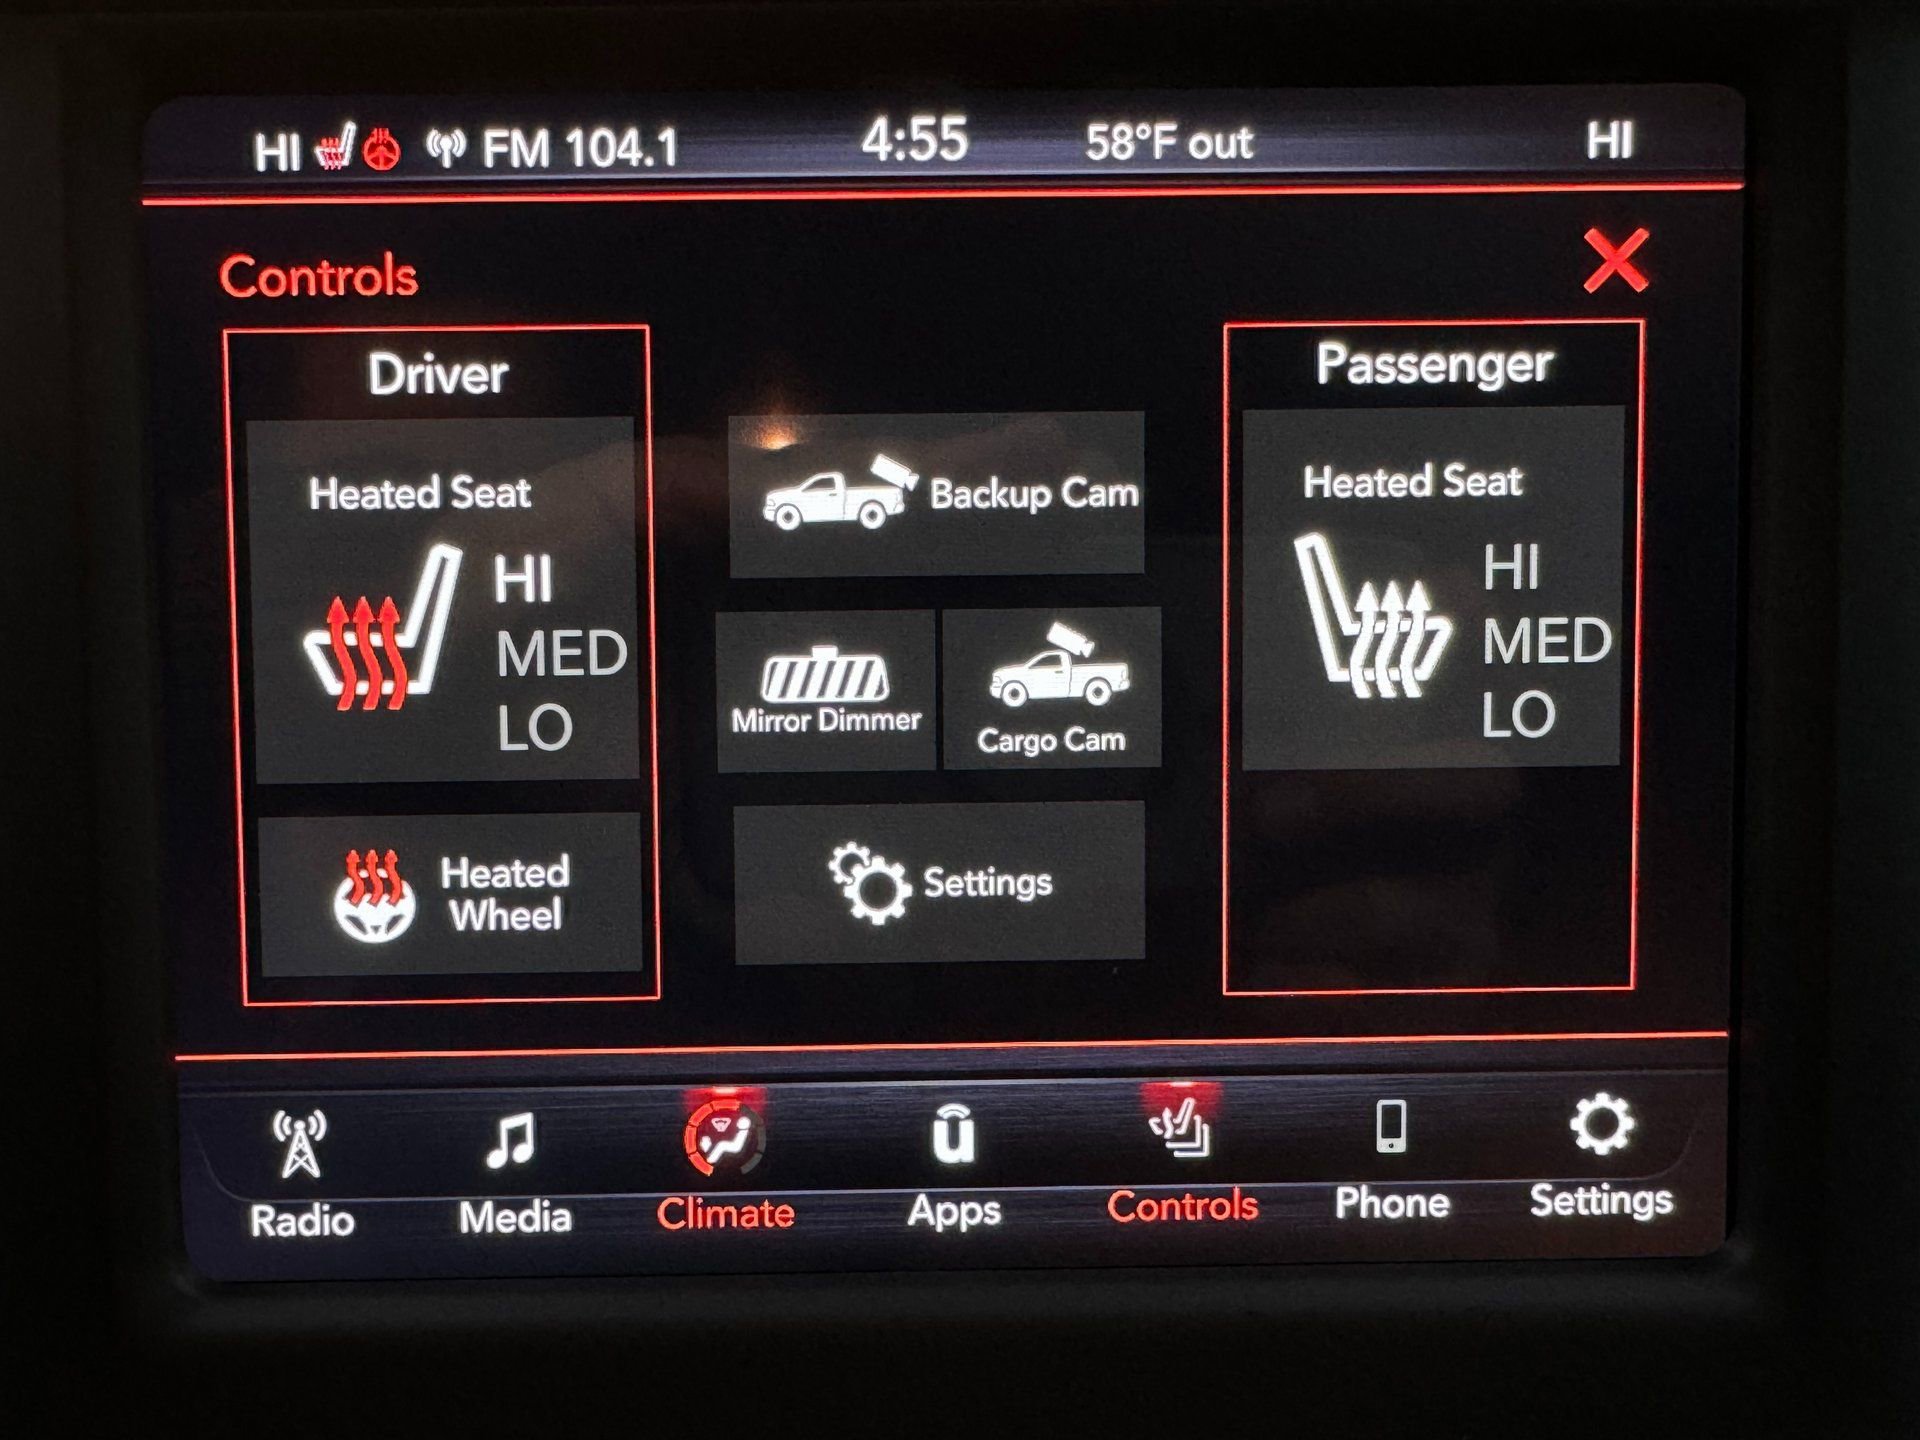 HI FM 104.1 4:55 58°F out HI
Controls
Driver
Heated Seat
HI
MED
LO
Heated
Wheel
Backup Cam
Mirror Dimmer
Cargo Cam
Settings
Passenger
Heated Seat
HI
MED
LO
Radio Media Climate Apps Controls Phone Settings